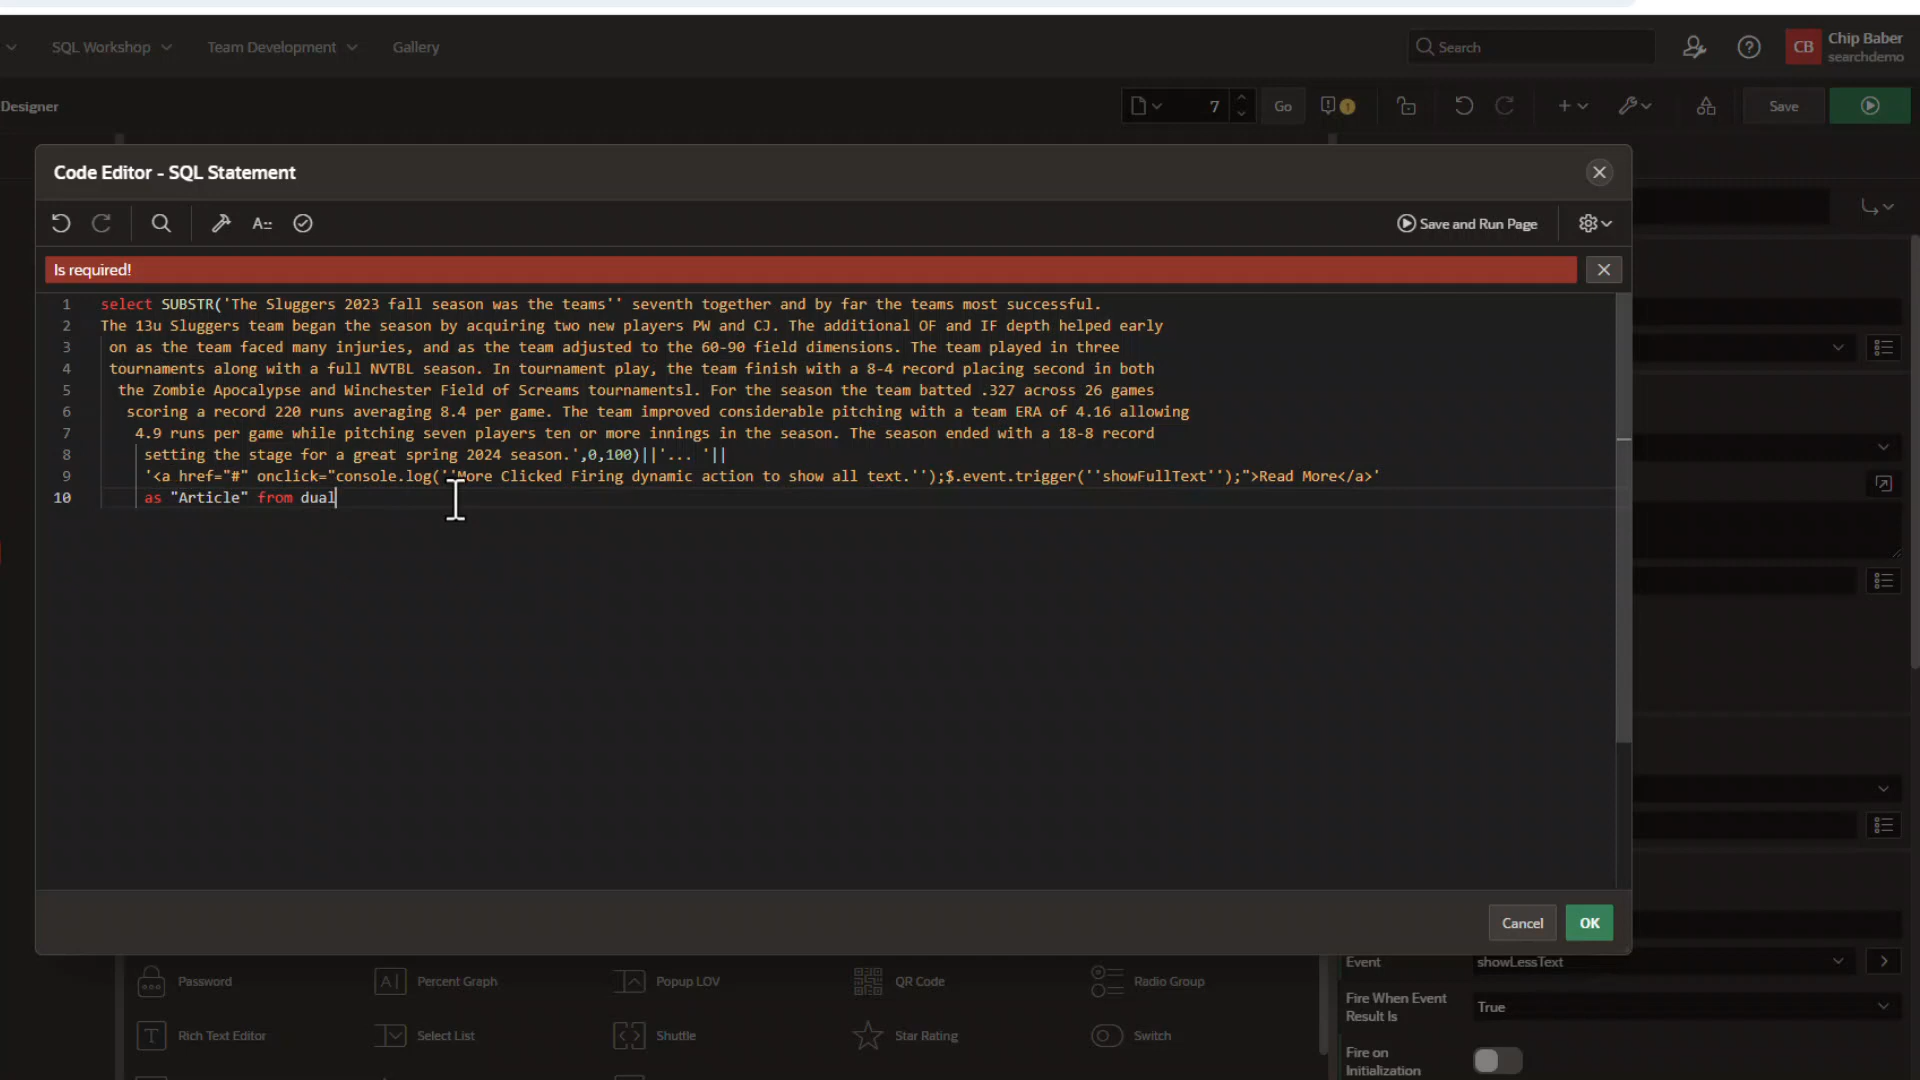 SQL Workshop
Team Development
Gallery
Search
CB
Chip Baber
searchdemo
Designer
7
Go
1
Save
Code Editor - SQL Statement
Save and Run Page
Is required!
1 select SUBSTR('The Sluggers 2023 fall season was the teams'' seventh together and by far the teams most successful.
2 The 13u Sluggers team began the season by acquiring two new players PW and CJ. The additional OF and IF depth helped early
3 on as the team faced many injuries, and as the team adjusted to the 60-90 field dimensions. The team played in three
4 tournaments along with a full NVTBL season. In tournament play, the team finish with a 8-4 record placing second in both
5 the Zombie Apocalypse and Winchester Field of Screams tournamentsl. For the season the team batted .327 across 26 games
6 scoring a record 220 runs averaging 8.4 per game. The team improved considerable pitching with a team ERA of 4.16 allowing
7 4.9 runs per game while pitching seven players ten or more innings in the season. The season ended with a 18-8 record
8 setting the stage for a great spring 2024 season.',0,100)||'... '||
9 '<a href="#" onclick="console.log(''More Clicked Firing dynamic action to show all text.'');$.event.trigger(''showFullText'');">Read More</a>'
10 as "Article" from dual
Cancel
OK
Password
Percent Graph
Popup LOV
QR Code
Radio Group
Rich Text Editor
Select List
Shuttle
Star Rating
Switch
Event
showLessText
Fire When Event
Result Is
True
Fire on
Initialization